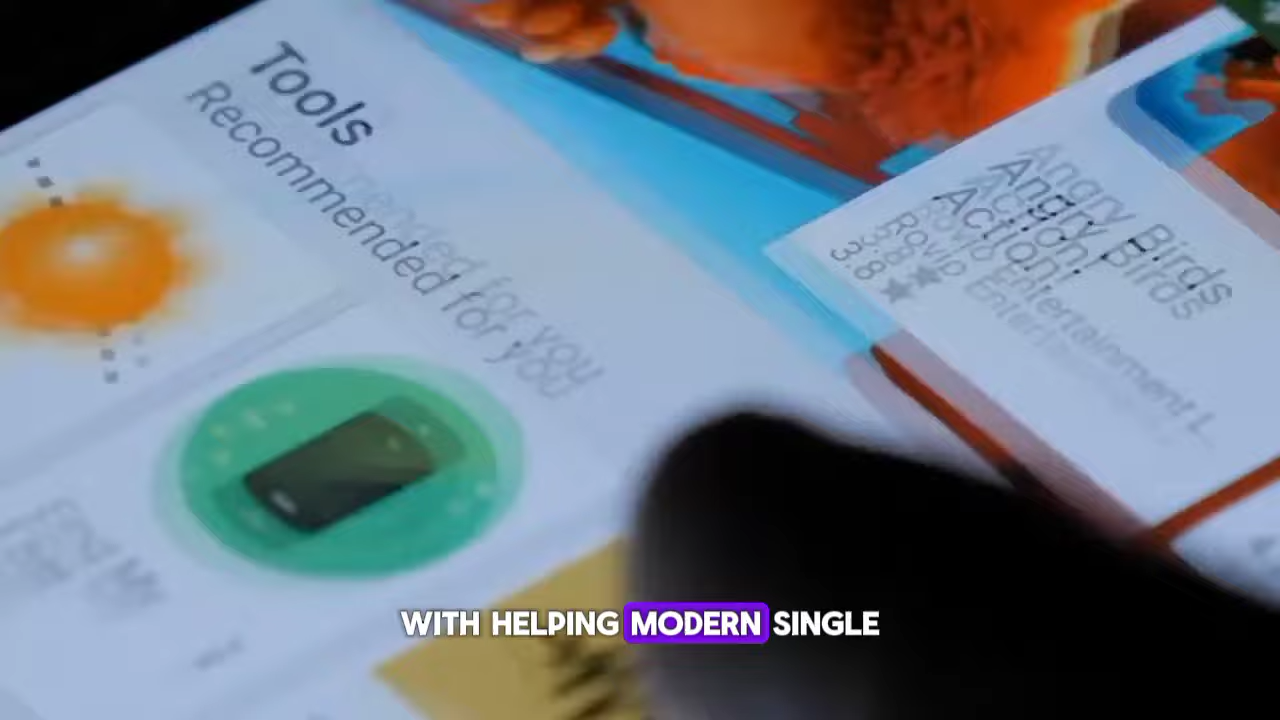 Tools
Recommended for you
Angry Birds
Action!
Rovio Entertainment L
3.8★
WITH HELPING MODERN SINGLE